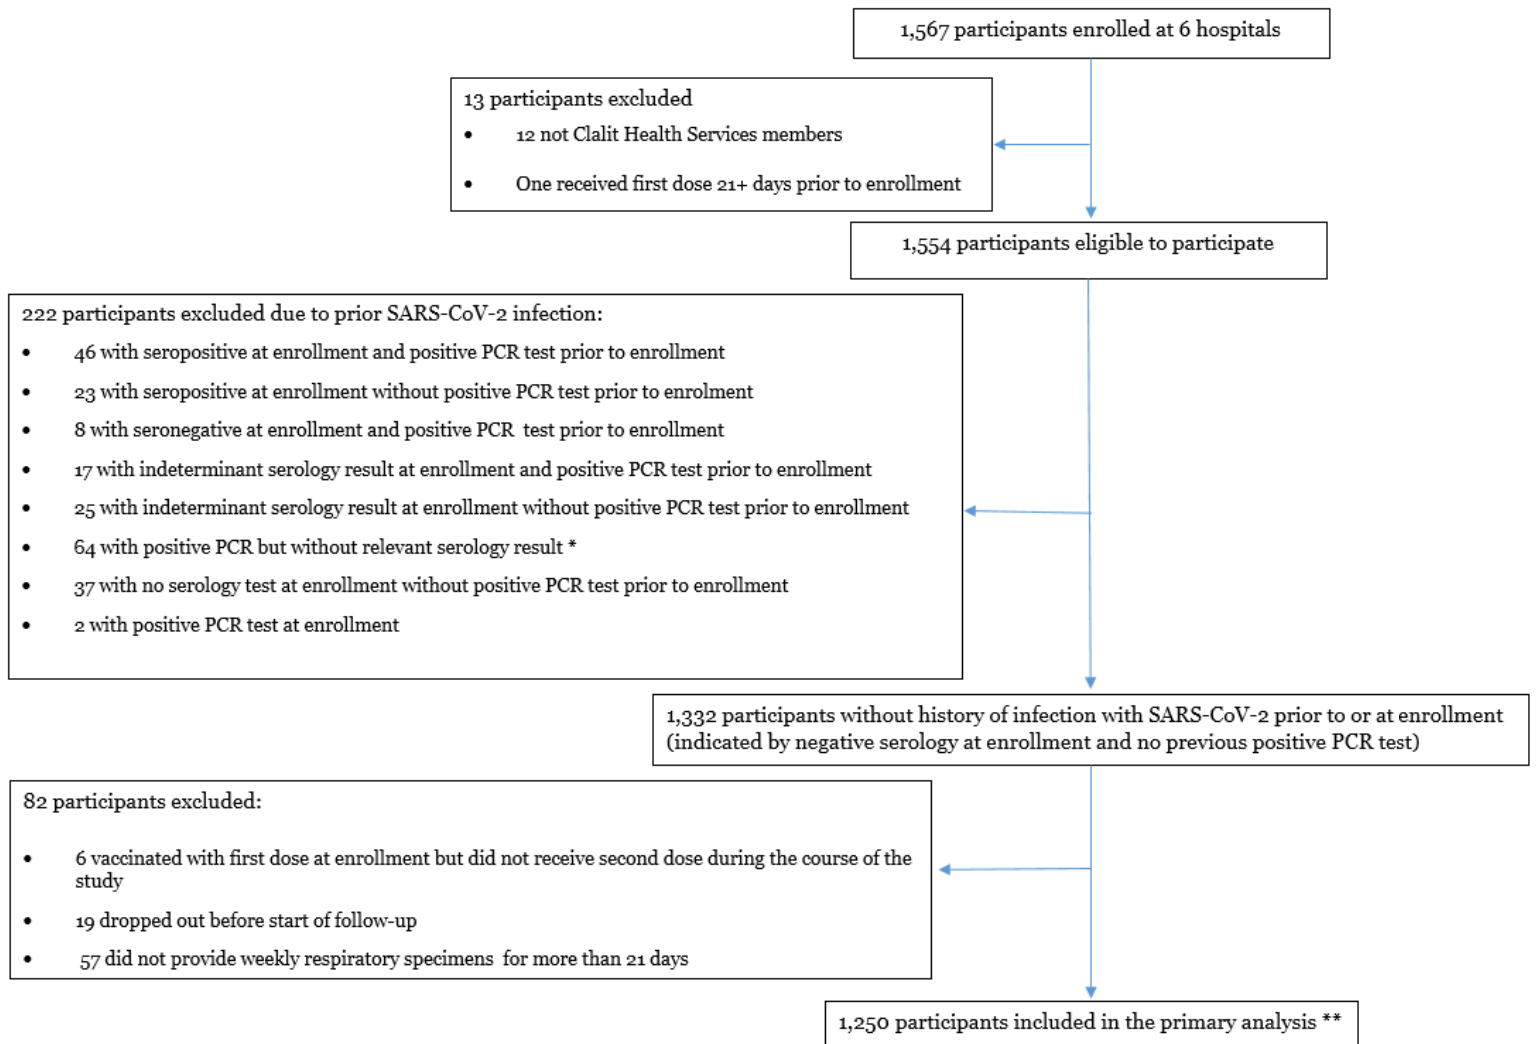 1,567 participants enrolled at 6 hospitals
13 participants excluded
• 12 not Clalit Health Services members
• One received first dose 21+ days prior to enrollment
1,554 participants eligible to participate
222 participants excluded due to prior SARS-CoV-2 infection:
• 46 with seropositive at enrollment and positive PCR test prior to enrollment
• 23 with seropositive at enrollment without positive PCR test prior to enrolment
• 8 with seronegative at enrollment and positive PCR test prior to enrollment
• 17 with indeterminant serology result at enrollment and positive PCR test prior to enrollment
• 25 with indeterminant serology result at enrollment without positive PCR test prior to enrollment
• 64 with positive PCR but without relevant serology result *
• 37 with no serology test at enrollment without positive PCR test prior to enrollment
• 2 with positive PCR test at enrollment
1,332 participants without history of infection with SARS-CoV-2 prior to or at enrollment
(indicated by negative serology at enrollment and no previous positive PCR test)
82 participants excluded:
• 6 vaccinated with first dose at enrollment but did not receive second dose during the course of the
study
• 19 dropped out before start of follow-up
• 57 did not provide weekly respiratory specimens for more than 21 days
1,250 participants included in the primary analysis **